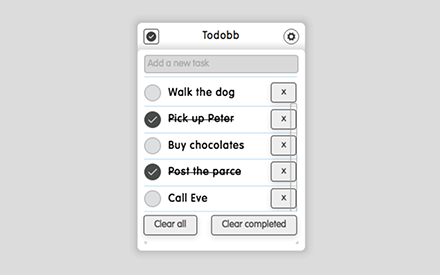 Todobb
Add a new task
Walk the dog x
Pick up Peter x
Buy chocolates x
Post the parce x
Call Eve x
Clear all Clear completed